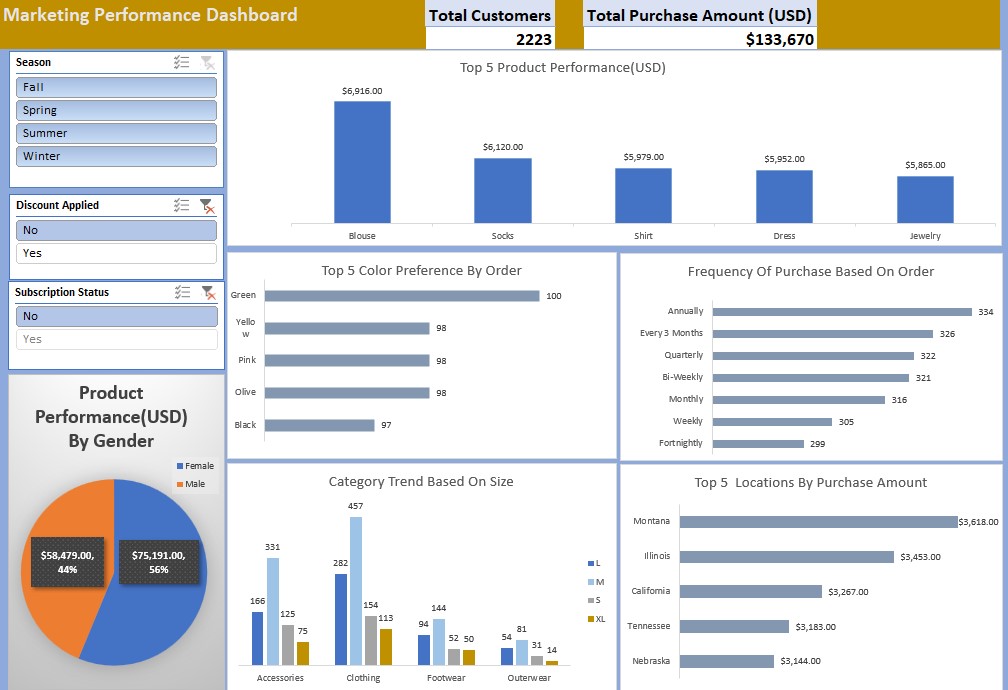 Marketing Performance Dashboard
Total Customers
2223
Total Purchase Amount (USD)
$133,670
Season
Fall
Spring
Summer
Winter
Discount Applied
No
Yes
Subscription Status
No
Yes
Product
Performance(USD)
By Gender
Female
Male
$58,479.00,
44%
$75,191.00,
56%
Top 5 Product Performance(USD)
$6,916.00
$6,120.00
$5,979.00
$5,952.00
$5,865.00
Blouse
Socks
Shirt
Dress
Jewelry
Top 5 Color Preference By Order
Green
100
Yello
w
98
Pink
98
Olive
98
Black
97
Frequency Of Purchase Based On Order
Annually
334
Every 3 Months
326
Quarterly
322
Bi-Weekly
321
Monthly
316
Weekly
305
Fortnightly
299
Category Trend Based On Size
166
331
125
75
282
457
154
113
94
144
52
50
54
81
31
14
Accessories
Clothing
Footwear
Outerwear
L
M
S
XL
Top 5 Locations By Purchase Amount
Montana
$3,618.00
Illinois
$3,453.00
California
$3,267.00
Tennessee
$3,183.00
Nebraska
$3,144.00